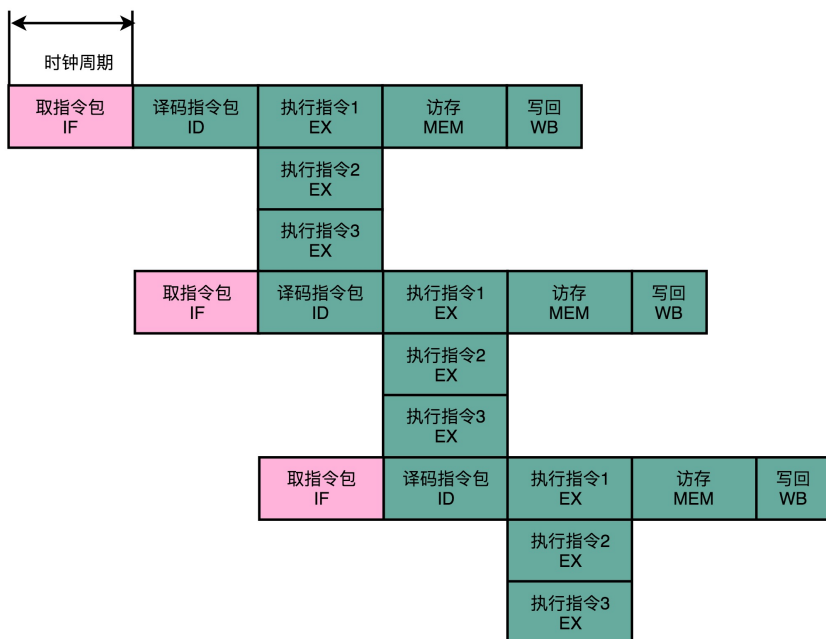 时钟周期
取指令包
IF
译码指令包
ID
执行指令1
EX
访存
MEM
写回
WB
执行指令2
EX
执行指令3
EX
取指令包
IF
译码指令包
ID
执行指令1
EX
访存
MEM
写回
WB
执行指令2
EX
执行指令3
EX
取指令包
IF
译码指令包
ID
执行指令1
EX
访存
MEM
写回
WB
执行指令2
EX
执行指令3
EX